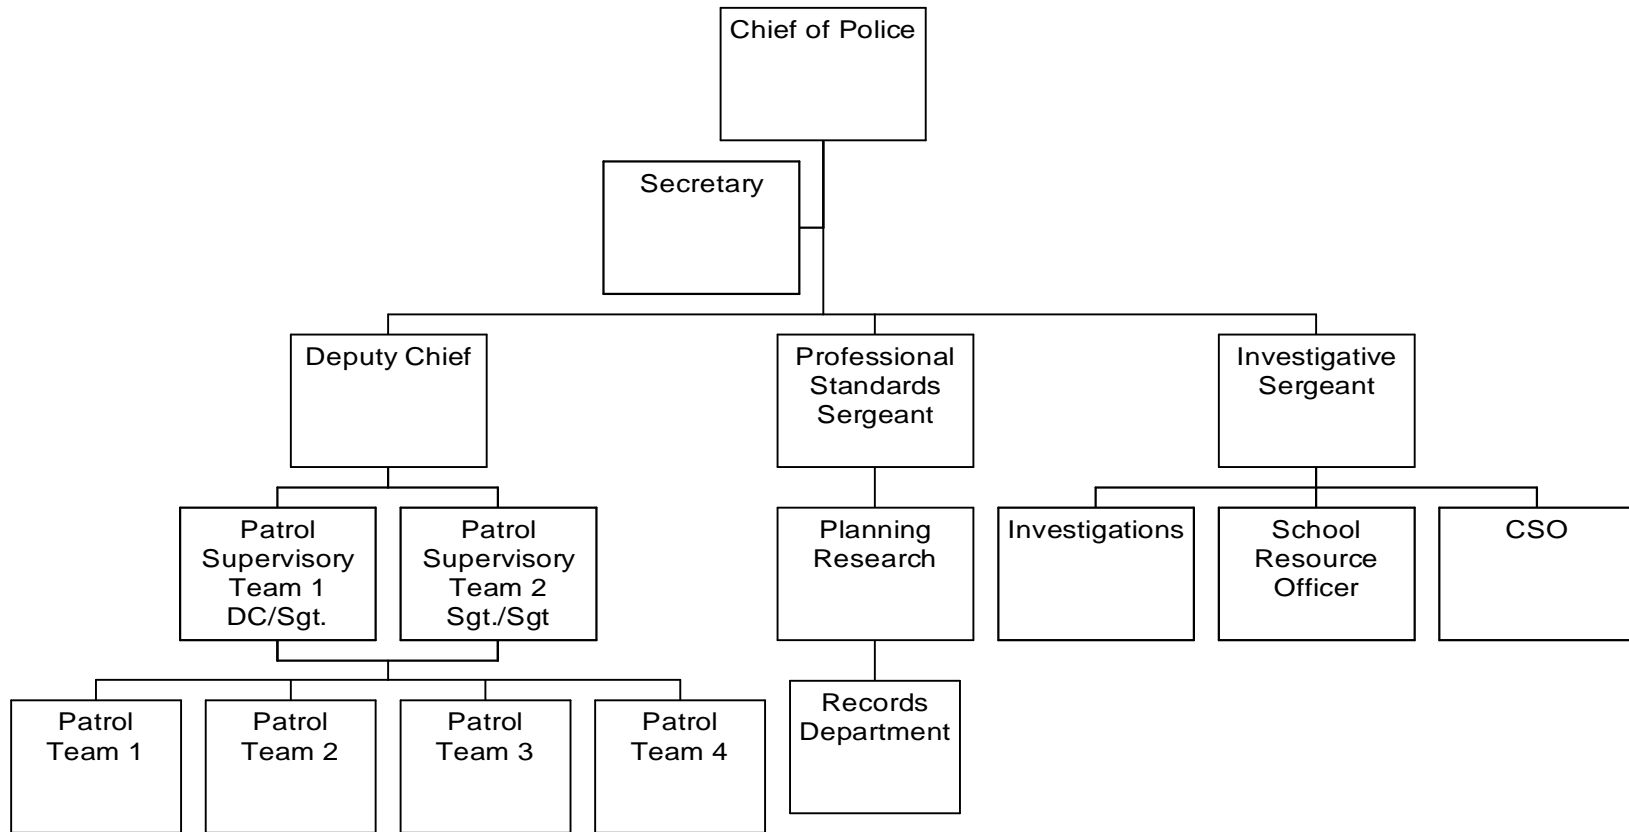 Chief of Police
Secretary
Deputy Chief
Professional
Standards
Sergeant
Investigative
Sergeant
Patrol
Supervisory
Team 1
DC/Sgt.
Patrol
Supervisory
Team 2
Sgt./Sgt
Planning
Research
Investigations
School
Resource
Officer
CSO
Patrol
Team 1
Patrol
Team 2
Patrol
Team 3
Patrol
Team 4
Records
Department